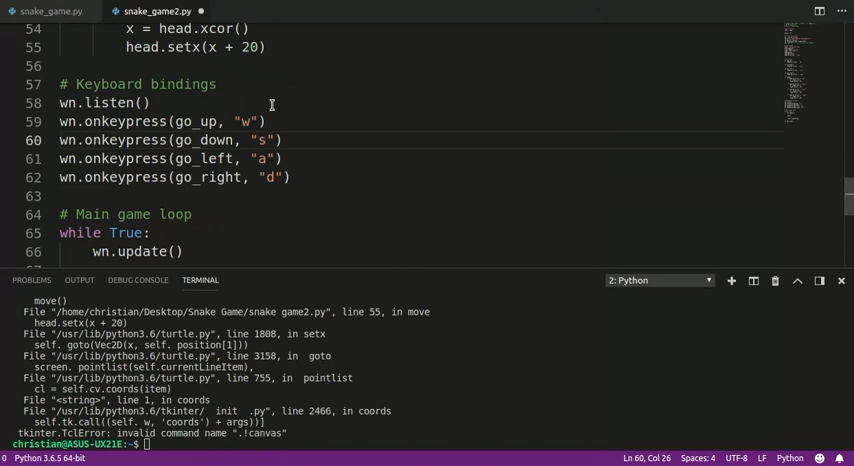 snake_game.py snake_game2.py
54 x = head.xcor()
55 head.setx(x + 20)
56
57 # Keyboard bindings
58 wn.listen()
59 wn.onkeypress(go_up, "w")
60 wn.onkeypress(go_down, "s")
61 wn.onkeypress(go_left, "a")
62 wn.onkeypress(go_right, "d")
63
64 # Main game loop
65 while True:
66 wn.update()
PROBLEMS OUTPUT DEBUG CONSOLE TERMINAL 2: Python
move()
File "/home/christian/Desktop/Snake Game/snake game2.py", line 55, in move
head.setx(x + 20)
File "/usr/lib/python3.6/turtle.py", line 1808, in setx
self. goto(Vec2D(x, self. position[1]))
File "/usr/lib/python3.6/turtle.py", line 3158, in goto
screen. pointlist(self.currentLineItem),
File "/usr/lib/python3.6/turtle.py", line 755, in pointlist
cl = self.cv.coords(item)
File "<string>", line 1, in coords
File "/usr/lib/python3.6/tkinter/ init .py", line 2466, in coords
self.tk.call((self. w, 'coords') + args))]
tkinter.TclError: invalid command name ".!canvas"
christian@ASUS-UX21E:~$
0 Python 3.6.5 64-bit Ln 60, Col 26 Spaces: 4 UTF-8 LF Python